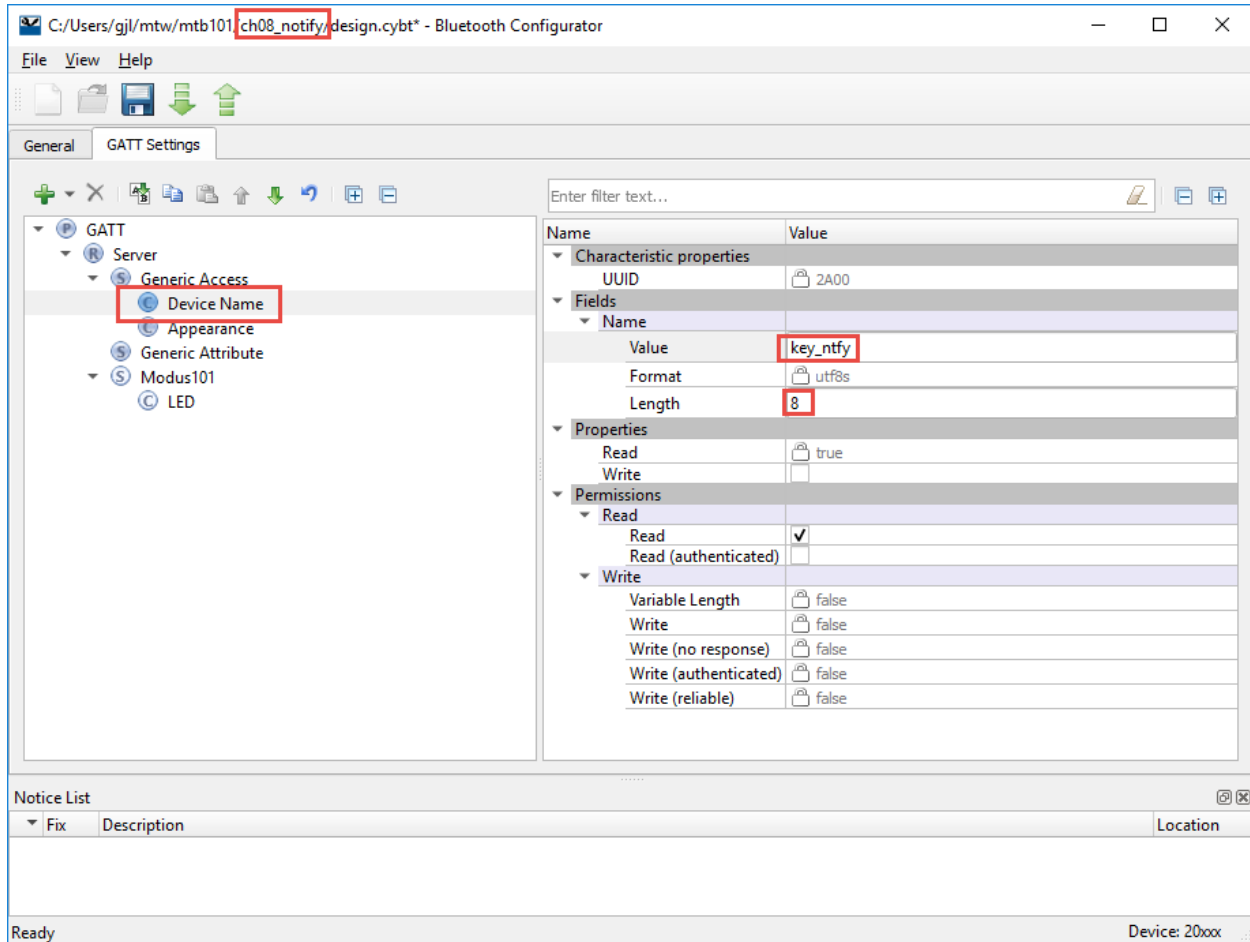 C:/Users/gjl/mtw/mtb101/ch08_notify/design.cybt* - Bluetooth Configurator
File View Help
General GATT Settings
Enter filter text...
GATT
Server
Generic Access
Device Name
Appearance
Generic Attribute
Modus101
LED
Name Value
Characteristic properties
UUID 2A00
Fields
Name
Value key_ntfy
Format utf8s
Length 8
Properties
Read true
Write
Permissions
Read
Read
Read (authenticated)
Write
Variable Length false
Write false
Write (no response) false
Write (authenticated) false
Write (reliable) false
Notice List
Fix Description Location
Ready Device: 20xxx